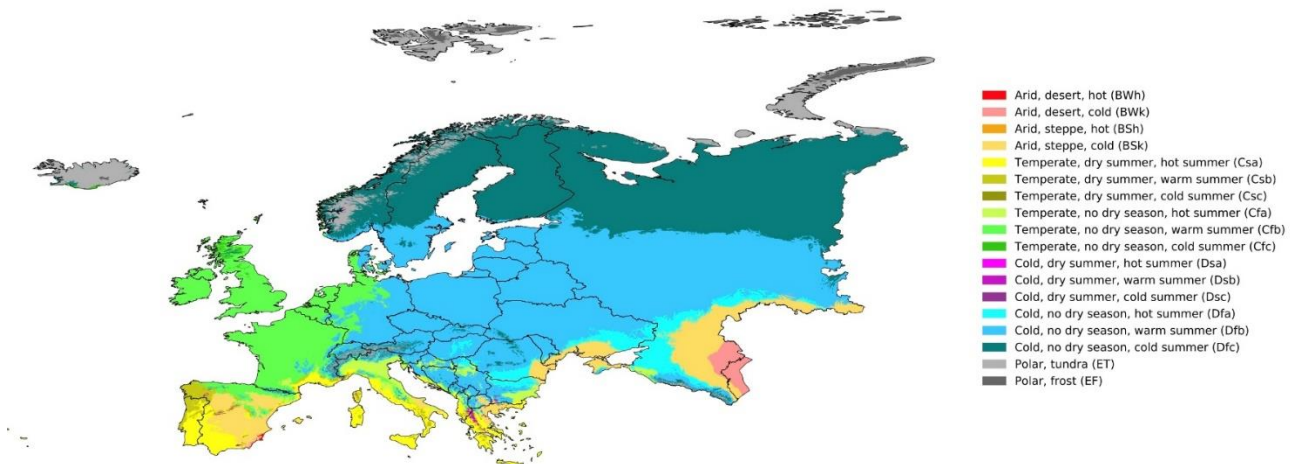 Arid, desert, hot (BWh)
Arid, desert, cold (BWk)
Arid, steppe, hot (BSh)
Arid, steppe, cold (BSk)
Temperate, dry summer, hot summer (Csa)
Temperate, dry summer, warm summer (Csb)
Temperate, dry summer, cold summer (Csc)
Temperate, no dry season, hot summer (Cfa)
Temperate, no dry season, warm summer (Cfb)
Temperate, no dry season, cold summer (Cfc)
Cold, dry summer, hot summer (Dsa)
Cold, dry summer, warm summer (Dsb)
Cold, dry summer, cold summer (Dsc)
Cold, no dry season, hot summer (Dfa)
Cold, no dry season, warm summer (Dfb)
Cold, no dry season, cold summer (Dfc)
Polar, tundra (ET)
Polar, frost (EF)